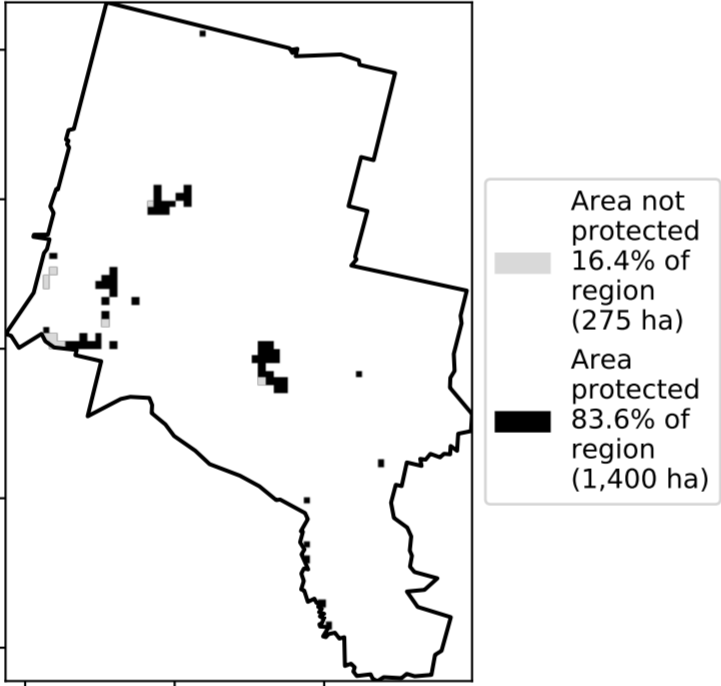 Area not
protected
16.4% of
region
(275 ha)
Area
protected
83.6% of
region
(1,400 ha)